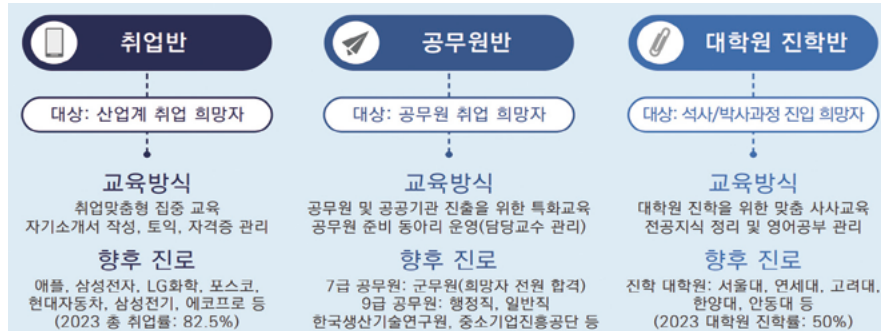 취업반
대상: 산업계 취업 희망자
교육방식
취업맞춤형 집중 교육
자기소개서 작성, 토익, 자격증 관리
향후 진로
애플, 삼성전자, LG화학, 포스코,
현대자동차, 삼성전기, 에코프로 등
(2023 총 취업률: 82.5%)
공무원반
대상: 공무원 취업 희망자
교육방식
공무원 및 공공기관 진출을 위한 특화교육
공무원 준비 동아리 운영(담당교수 관리)
향후 진로
7급 공무원: 군무원(희망자 전원 합격)
9급 공무원: 행정직, 일반직
한국생산기술연구원, 중소기업진흥공단 등
대학원 진학반
대상: 석사/박사과정 진입 희망자
교육방식
대학원 진학을 위한 맞춤 사사교육
전공지식 정리 및 영어공부 관리
향후 진로
진학 대학원: 서울대, 연세대, 고려대,
한양대, 안동대 등
(2023 대학원 진학률: 50%)